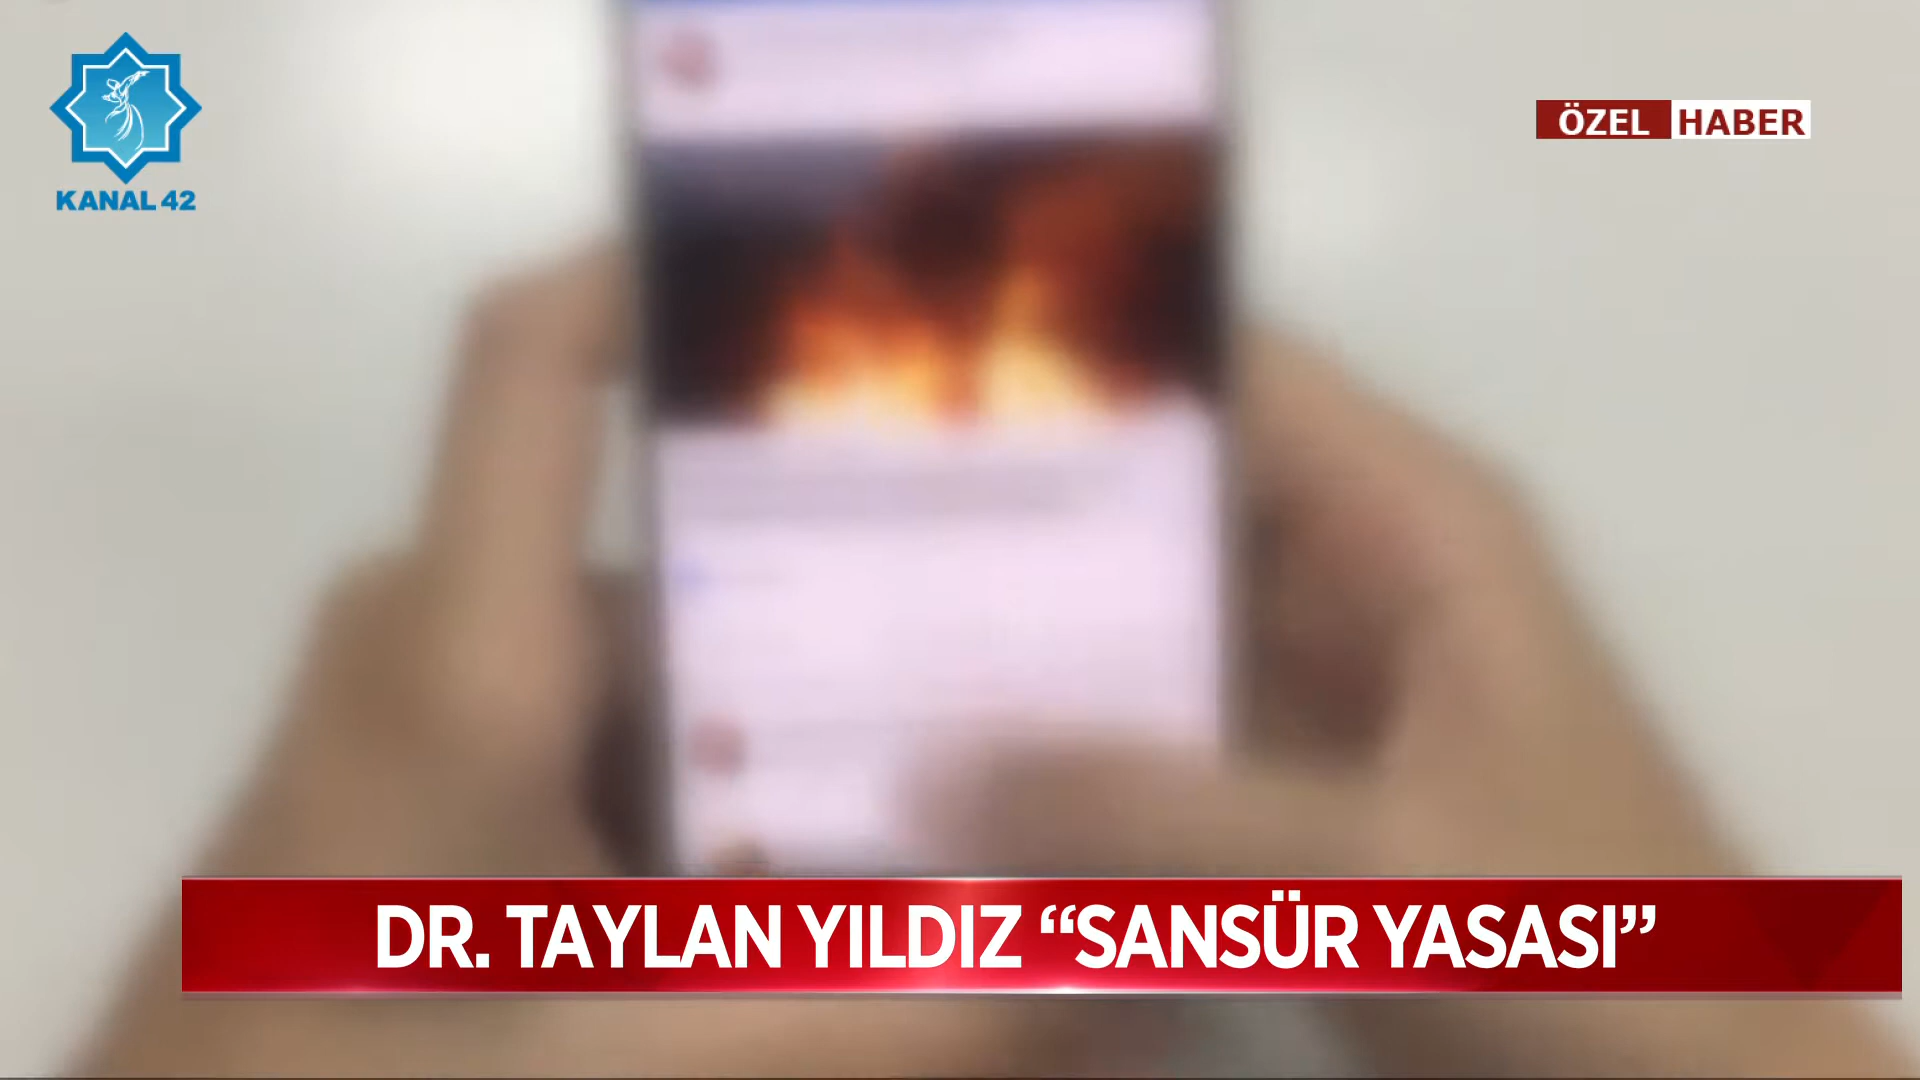 KANAL 42
ÖZEL HABER
DR. TAYLAN YILDIZ “SANSÜR YASASI”